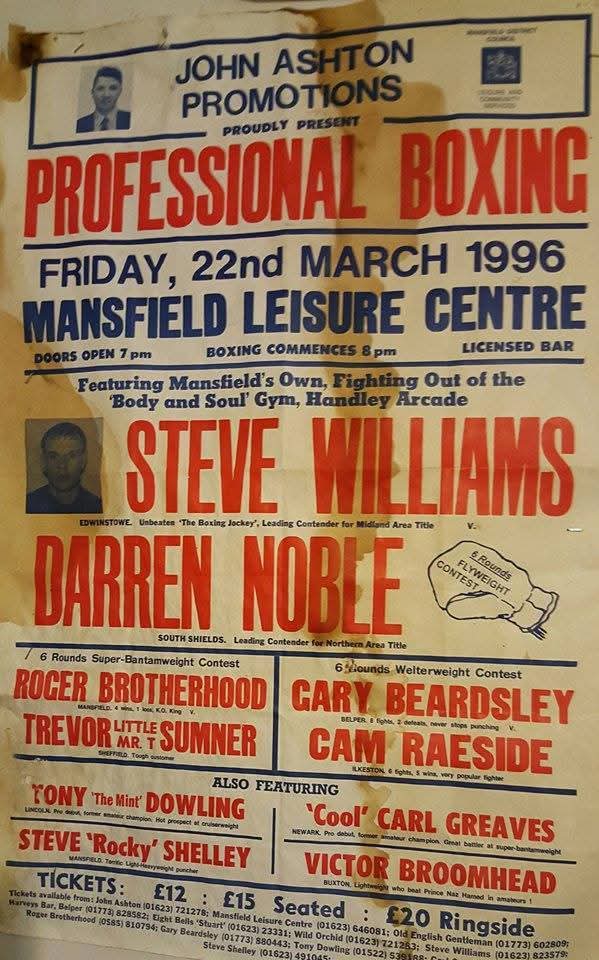 JOHN ASHTON
PROMOTIONS
MANSFIELD DISTRICT
COUNCIL
LEISURE AND
COMMUNITY
SERVICES
PROUDLY PRESENT
PROFESSIONAL BOXING
FRIDAY, 22nd MARCH 1996
MANSFIELD LEISURE CENTRE
DOORS OPEN 7pm BOXING COMMENCES 8pm LICENSED BAR
Featuring Mansfield's Own, Fighting Out of the
'Body and Soul' Gym, Handley Arcade
STEVE WILLIAMS
EDWINSTOWE. Unbeaten 'The Boxing Jockey', Leading Contender for Midland Area Title V.
DARREN NOBLE
6 Rounds
FLYWEIGHT
CONTEST
SOUTH SHIELDS. Leading Contender for Northern Area Title
6 Rounds Super-Bantamweight Contest
ROGER BROTHERHOOD
MANSFIELD. 4 wins, 1 loss, K.O. King V.
TREVOR LITTLE MR. T SUMNER
SHEFFIELD. Tough customer
6 Rounds Welterweight Contest
GARY BEARDSLEY
BELPER. 8 fights, 2 defeats, never stops punching V.
CAM RAESIDE
ILKESTON. 6 fights, 5 wins, very popular fighter
ALSO FEATURING
TONY 'The Mint' DOWLING
LINCOLN. Pro debut, former amateur champion. Hot prospect at cruiserweight
STEVE 'Rocky' SHELLEY
MANSFIELD. Terrific Light-Heavyweight puncher
'Cool' CARL GREAVES
NEWARK. Pro debut, former amateur champion. Great battler at super-bantamweight
VICTOR BROOMHEAD
BUXTON. Lightweight who beat Prince Naz Hamed in amateurs !
TICKETS: £12 : £15 Seated : £20 Ringside
Tickets available from: John Ashton (01623) 721278; Mansfield Leisure Centre (01623) 646081; Old English Gentleman (01773) 602809;
Harveys Bar, Belper (01773) 828582; Eight Bells 'Stuart' (01623) 23331; Wild Orchid (01623) 721263; Steve Williams (01623) 823579;
Roger Brotherhood (0585) 810794; Gary Beardsley (01773) 880443; Tony Dowling (01522)
Steve Shelley (01623) 491045;